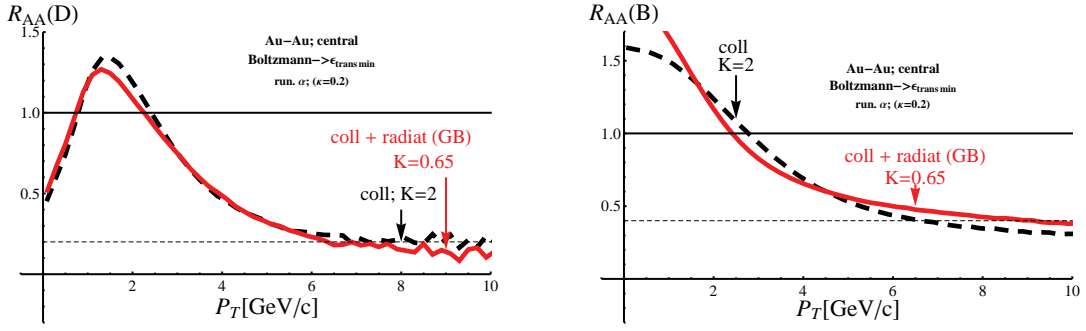 R_AA(D)
1.5
1.0
0.5
0
2
4
6
8
10
P_T[GeV/c]
Au−Au; central
Boltzmann−>ϵ_trans min
run. α; (κ=0.2)
coll + radiat (GB)
K=0.65
coll; K=2
R_AA(B)
1.5
1.0
0.5
2
4
6
8
10
P_T[GeV/c]
coll
K=2
Au−Au; central
Boltzmann−>ϵ_trans min
run. α; (κ=0.2)
coll + radiat (GB)
K=0.65